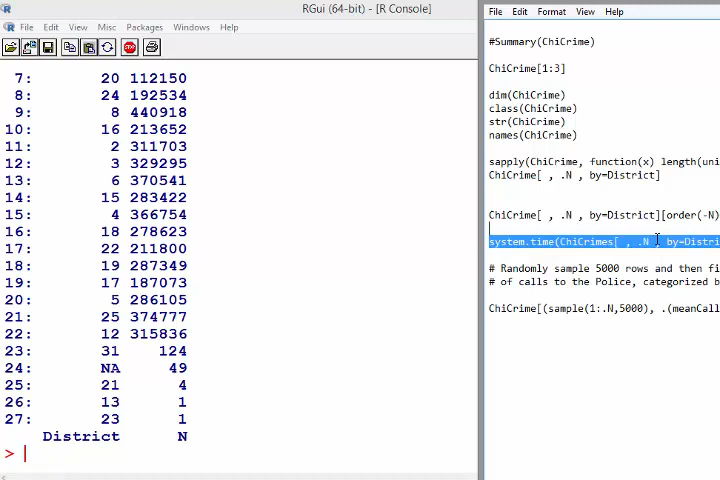 RGui (64-bit) - [R Console]
File Edit View Misc Packages Windows Help
7: 20 112150
8: 24 192534
9: 8 440918
10: 16 213652
11: 2 311703
12: 3 329295
13: 6 370541
14: 15 283422
15: 4 366754
16: 18 278623
17: 22 211800
18: 19 287349
19: 17 187073
20: 5 286105
21: 25 374777
22: 12 315836
23: 31 124
24: NA 49
25: 21 4
26: 13 1
27: 23 1
District N
>
File Edit Format View Help
#Summary(ChiCrime)
ChiCrime[1:3]
dim(ChiCrime)
class(ChiCrime)
str(ChiCrime)
names(ChiCrime)
sapply(ChiCrime, function(x) length(uni
ChiCrime[ , .N , by=District]
ChiCrime[ , .N , by=District][order(-N)
system.time(ChiCrimes[ , .N , by=Distri
# Randomly sample 5000 rows and then fi
# of calls to the Police, categorized b
ChiCrime[(sample(1:.N,5000), .(meanCall